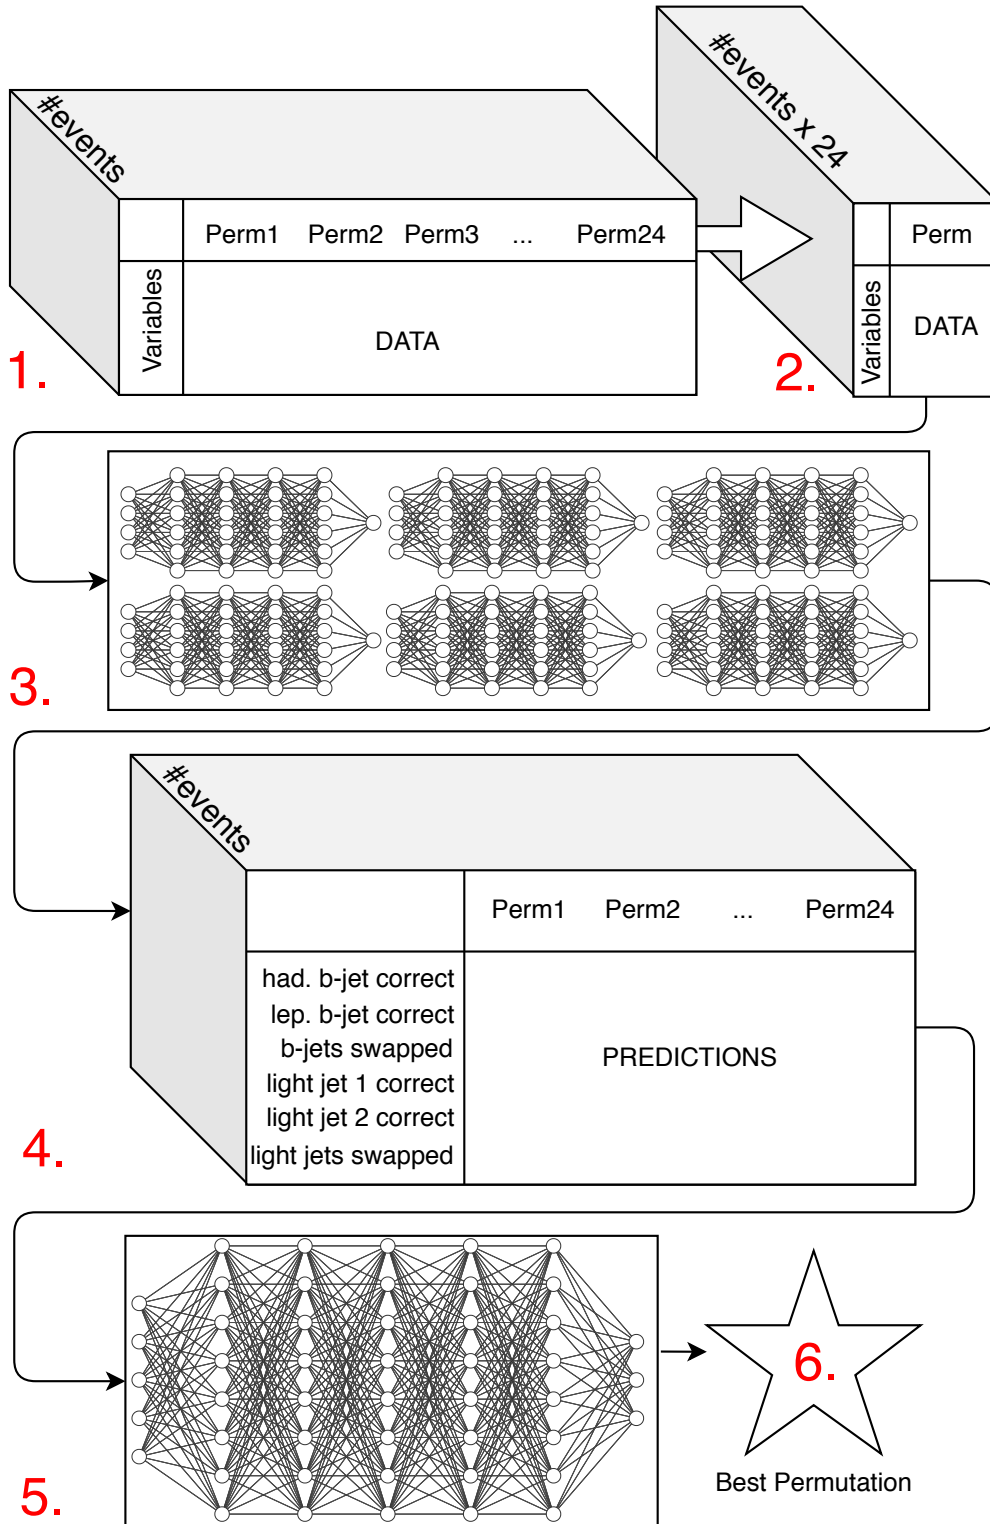 #events
Perm1 Perm2 Perm3 ... Perm24
Variables
DATA
1.
#events x 24
Perm
Variables
DATA
2.
3.
#events
Perm1 Perm2 ... Perm24
had. b-jet correct
lep. b-jet correct
b-jets swapped
light jet 1 correct
light jet 2 correct
light jets swapped
PREDICTIONS
4.
5.
6.
Best Permutation